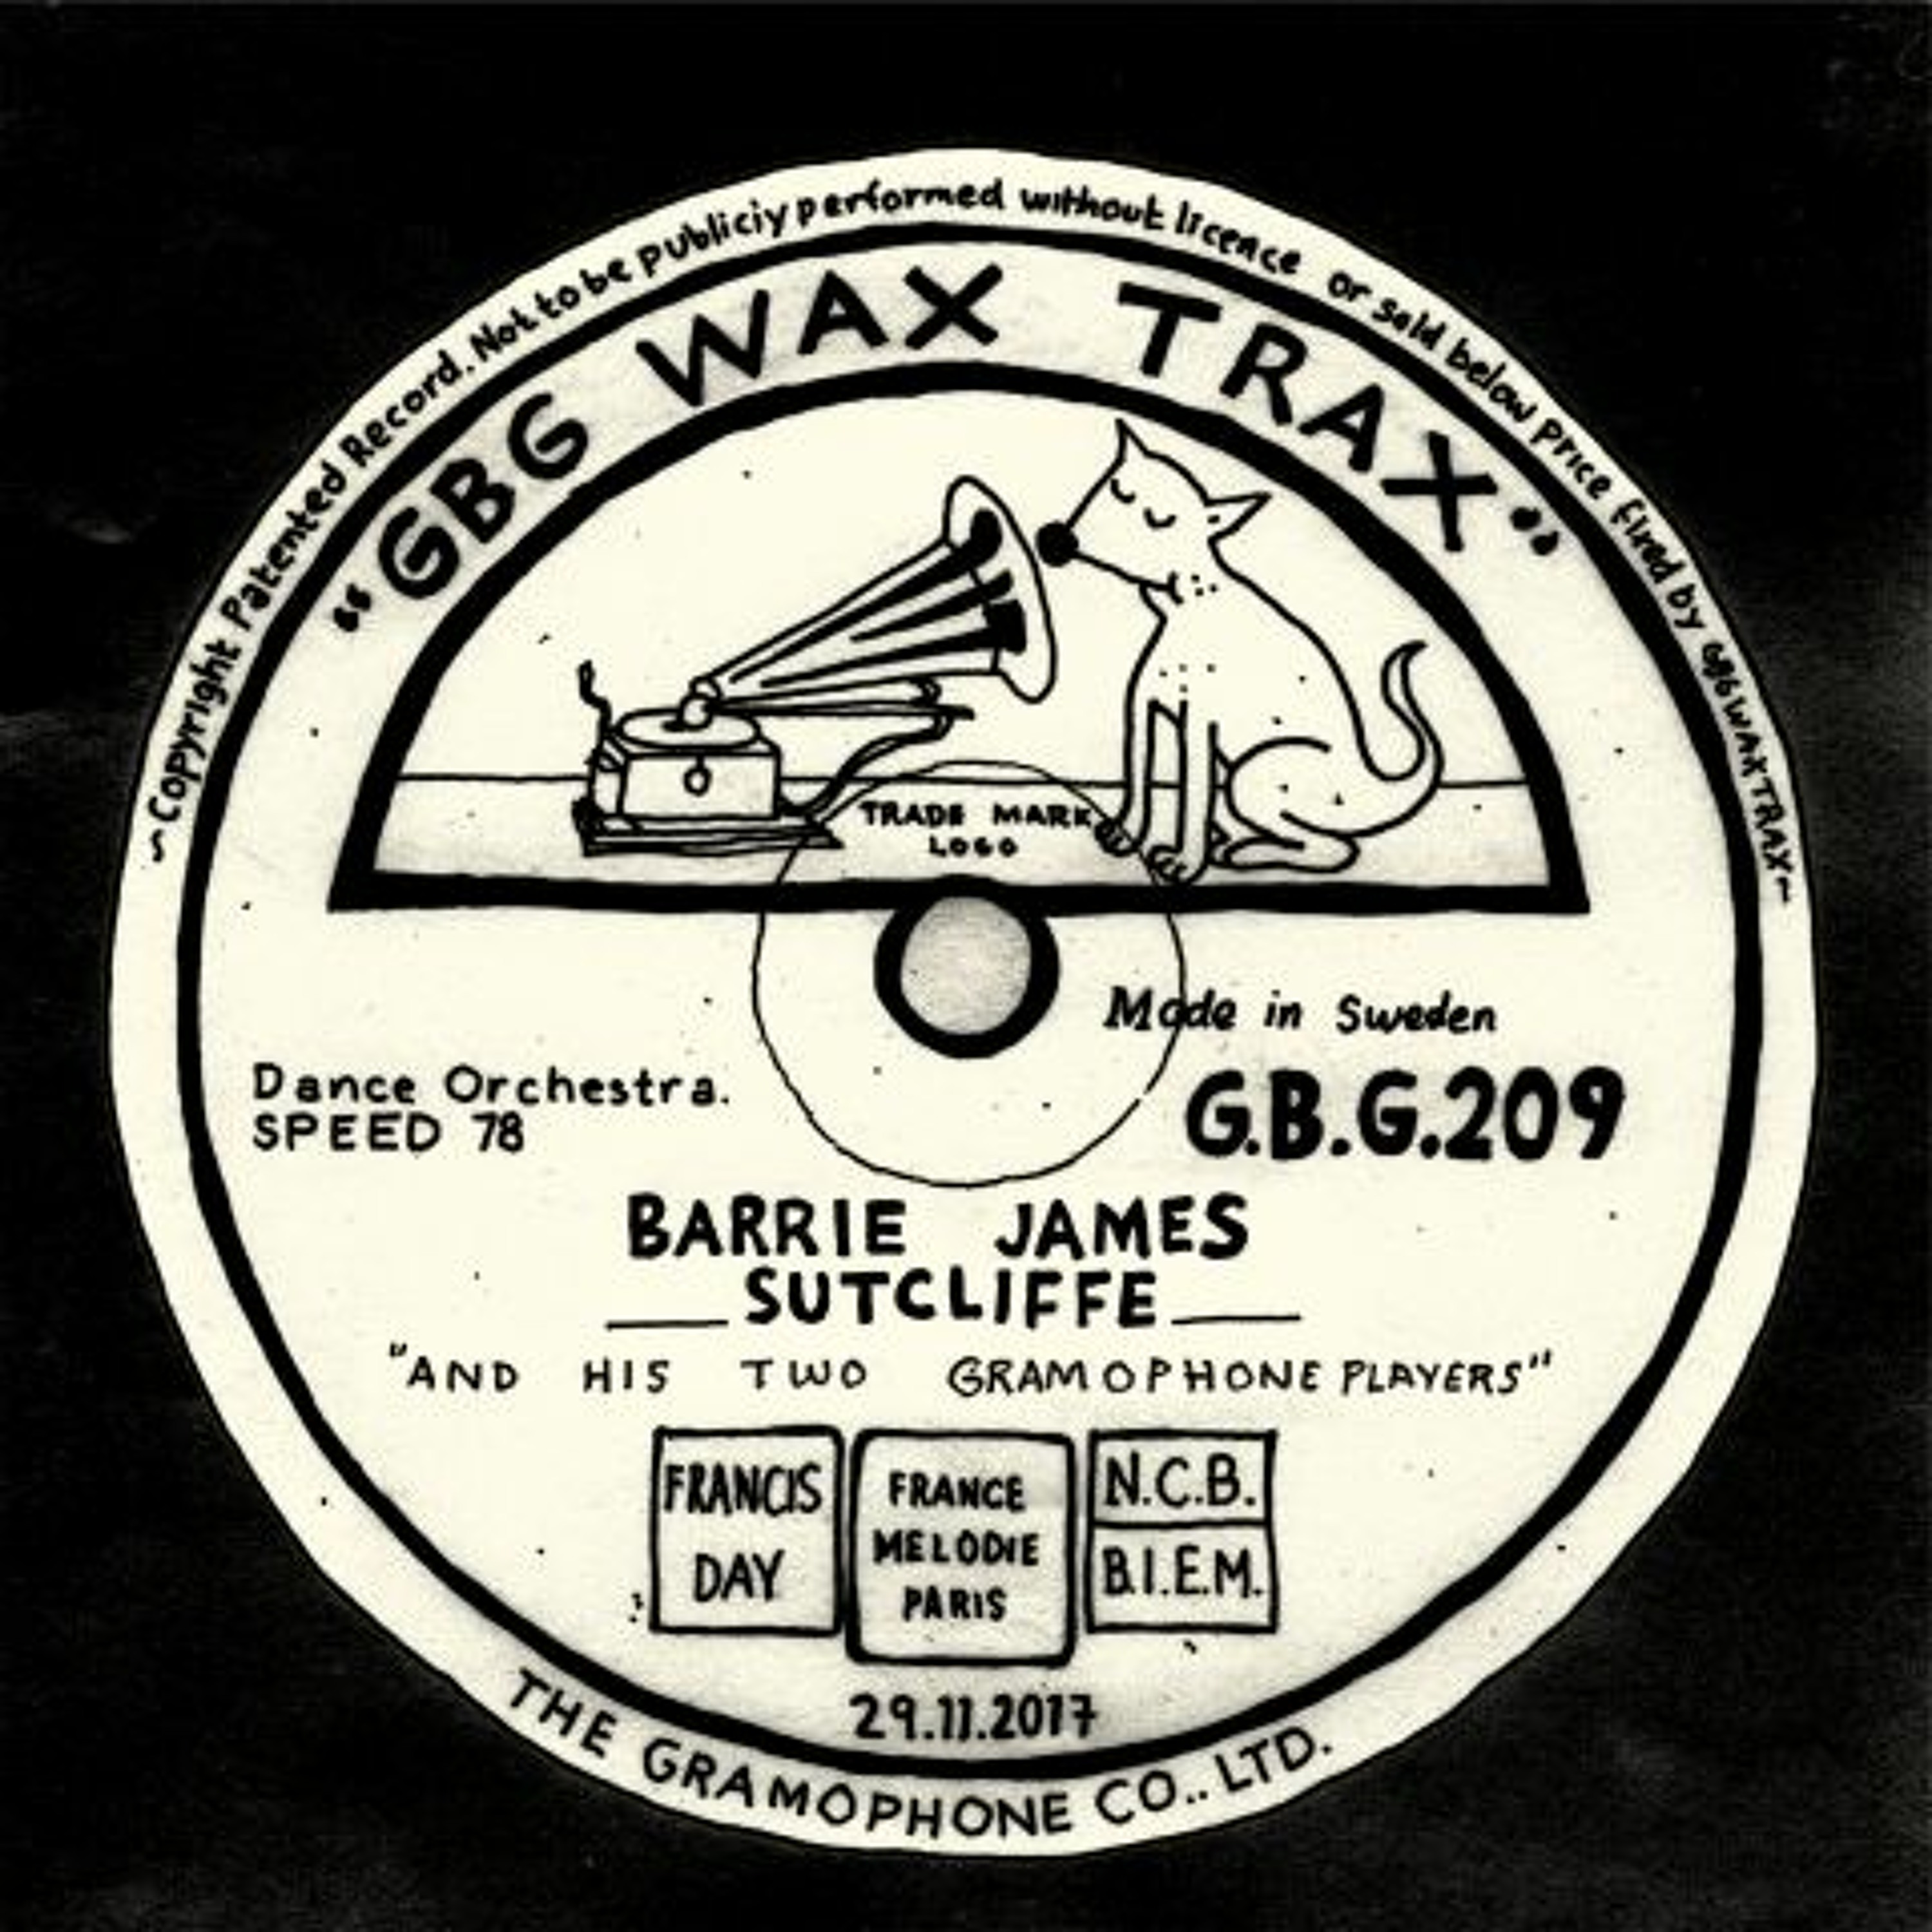 ~Copyright Patented Record. Not to be publiciy performed without licence or sold below price fixed by GBGWAXTRAX~
"GBG WAX TRAX"
TRADE MARK
LOGO
Made in Sweden
Dance Orchestra.
SPEED 78
G.B.G.209
BARRIE JAMES
SUTCLIFFE
"AND HIS TWO GRAMOPHONE PLAYERS"
FRANCIS
DAY
FRANCE
MELODIE
PARIS
N.C.B.
B.I.E.M.
29.11.2017
THE GRAMOPHONE CO.. LTD.